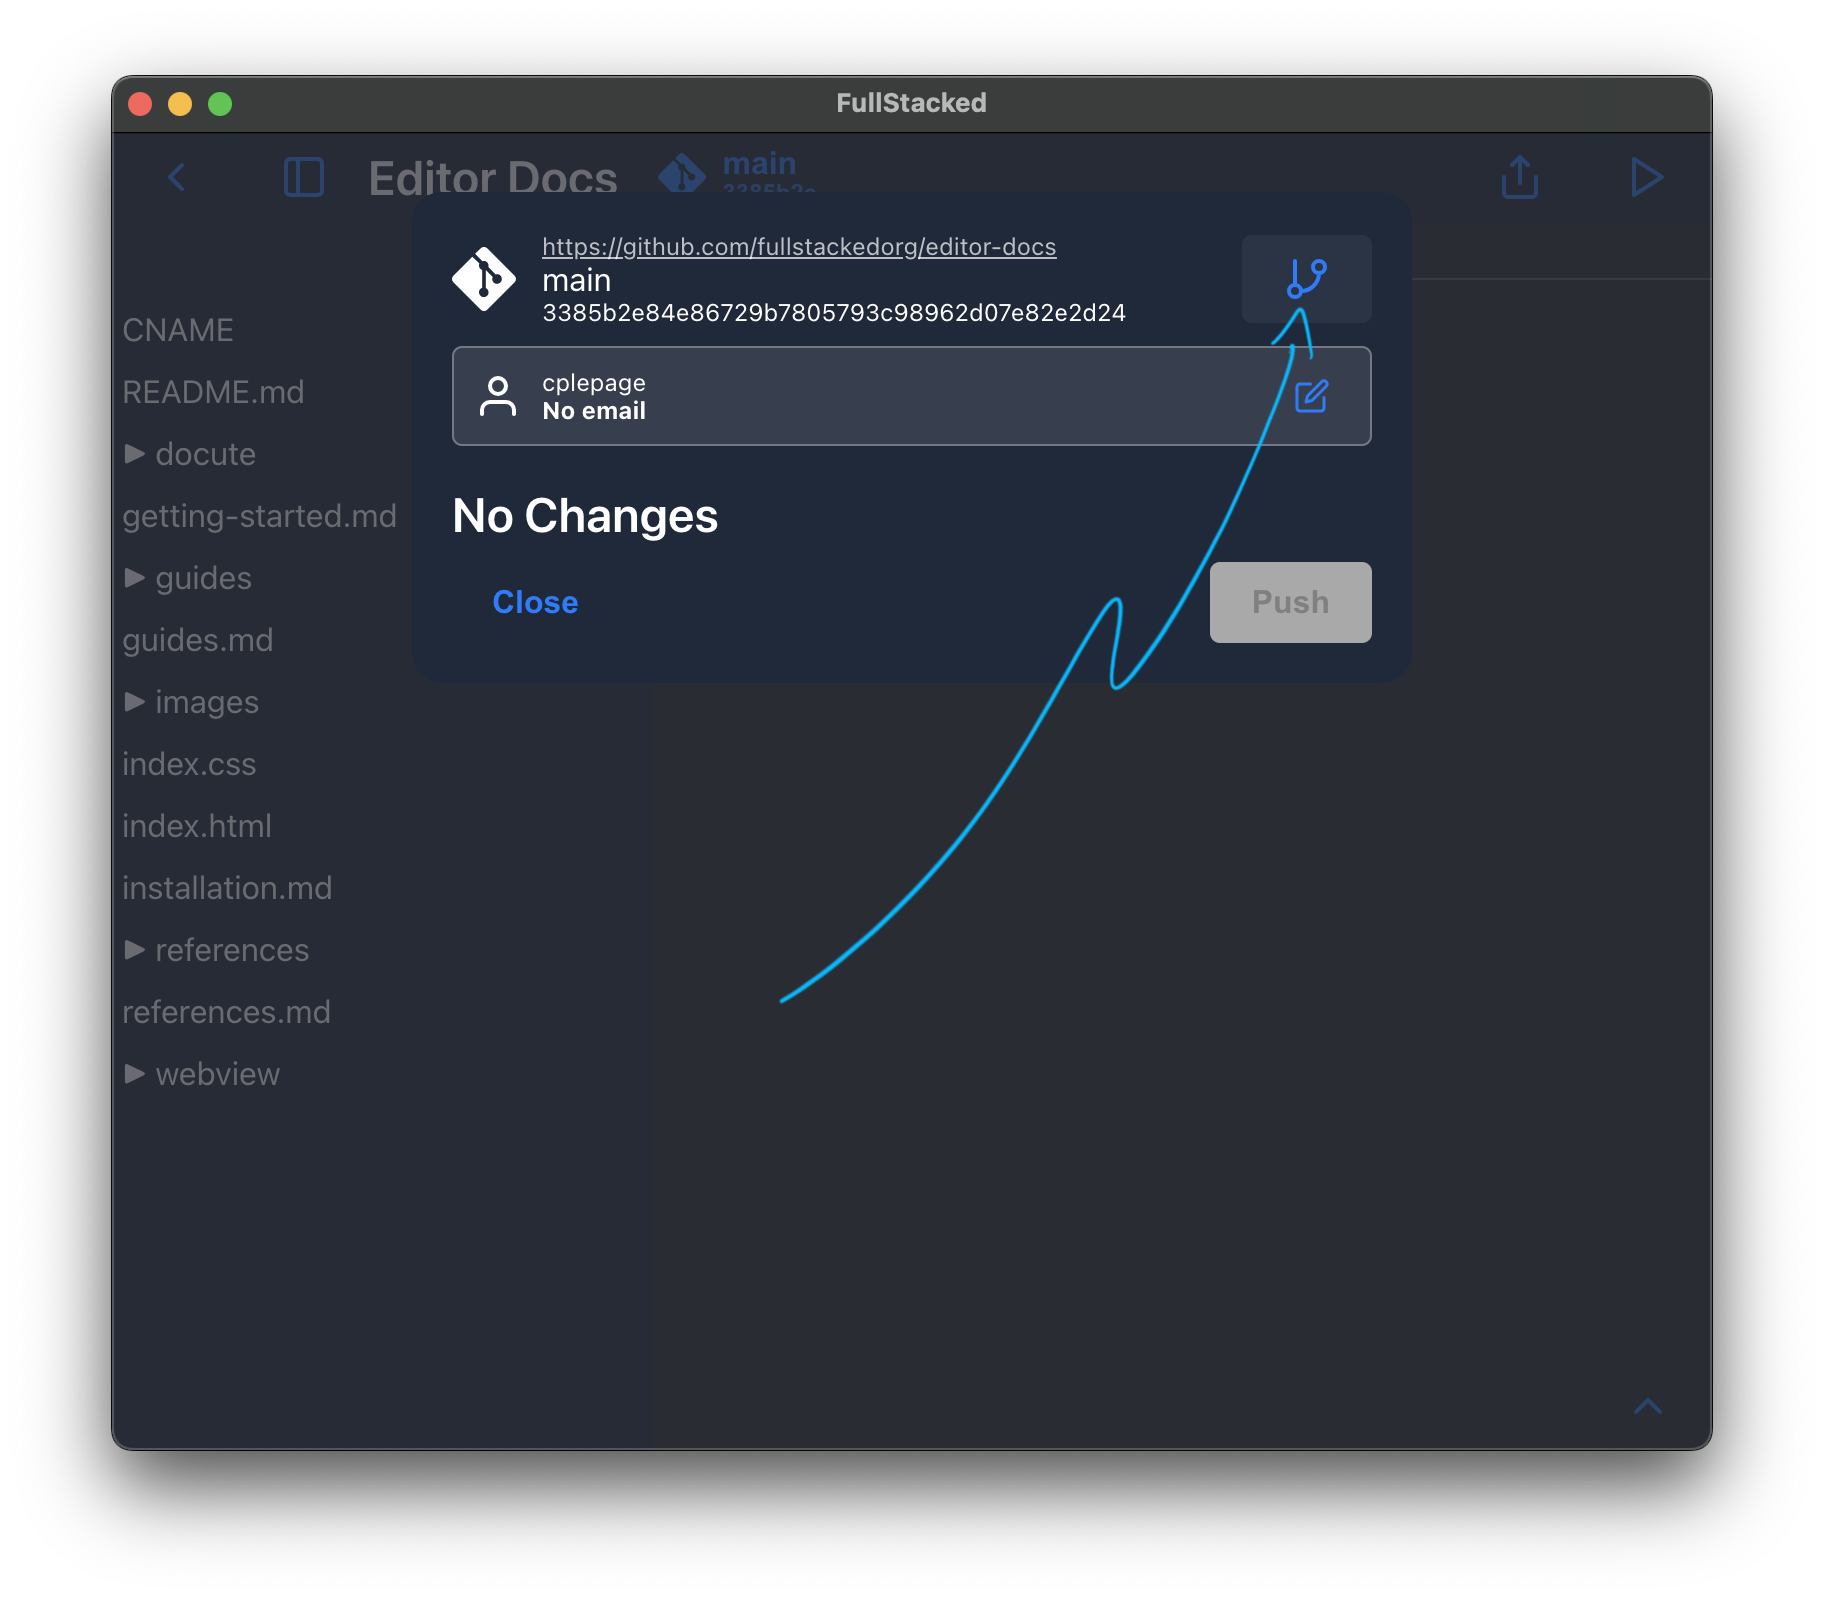 FullStacked
Editor Docs
main
3385b2e
https://github.com/fullstackedorg/editor-docs
main
3385b2e84e86729b7805793c98962d07e82e2d24
cplepage
No email
No Changes
Close
Push
CNAME
README.md
docute
getting-started.md
guides
guides.md
images
index.css
index.html
installation.md
references
references.md
webview